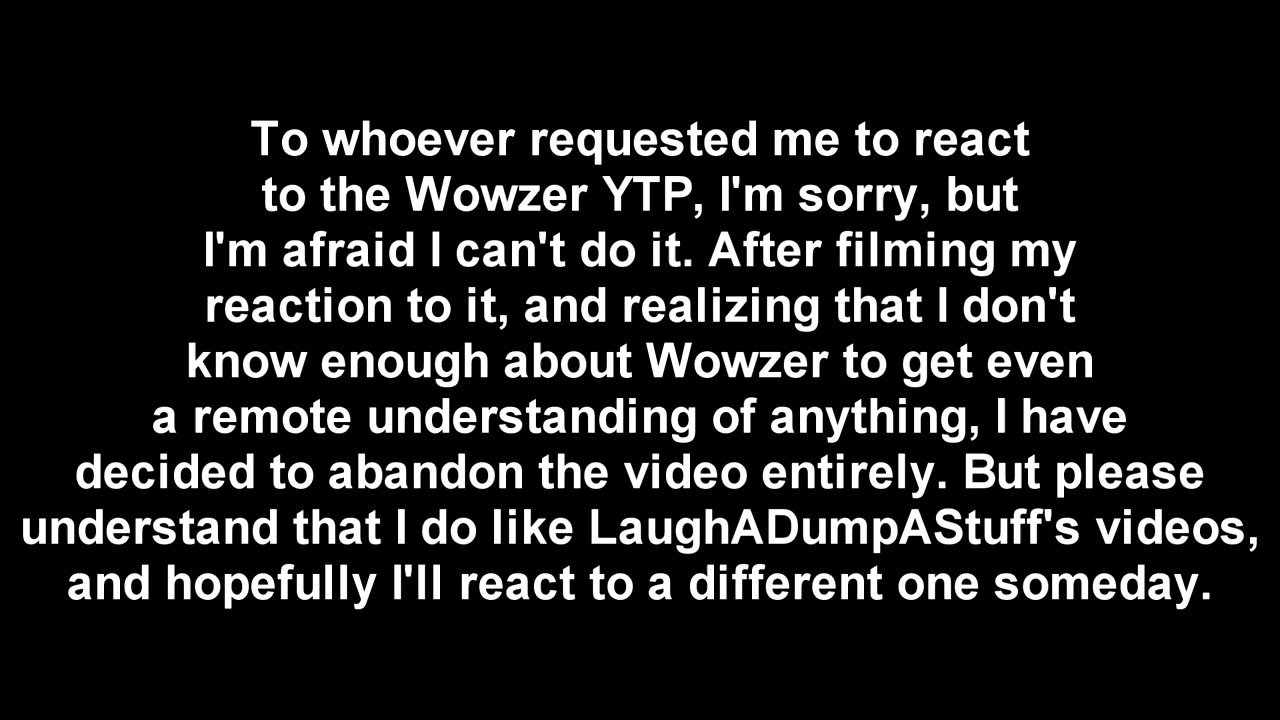 To whoever requested me to react
to the Wowzer YTP, I'm sorry, but
I'm afraid I can't do it. After filming my
reaction to it, and realizing that I don't
know enough about Wowzer to get even
a remote understanding of anything, I have
decided to abandon the video entirely. But please
understand that I do like LaughADumpAStuff's videos,
and hopefully I'll react to a different one someday.